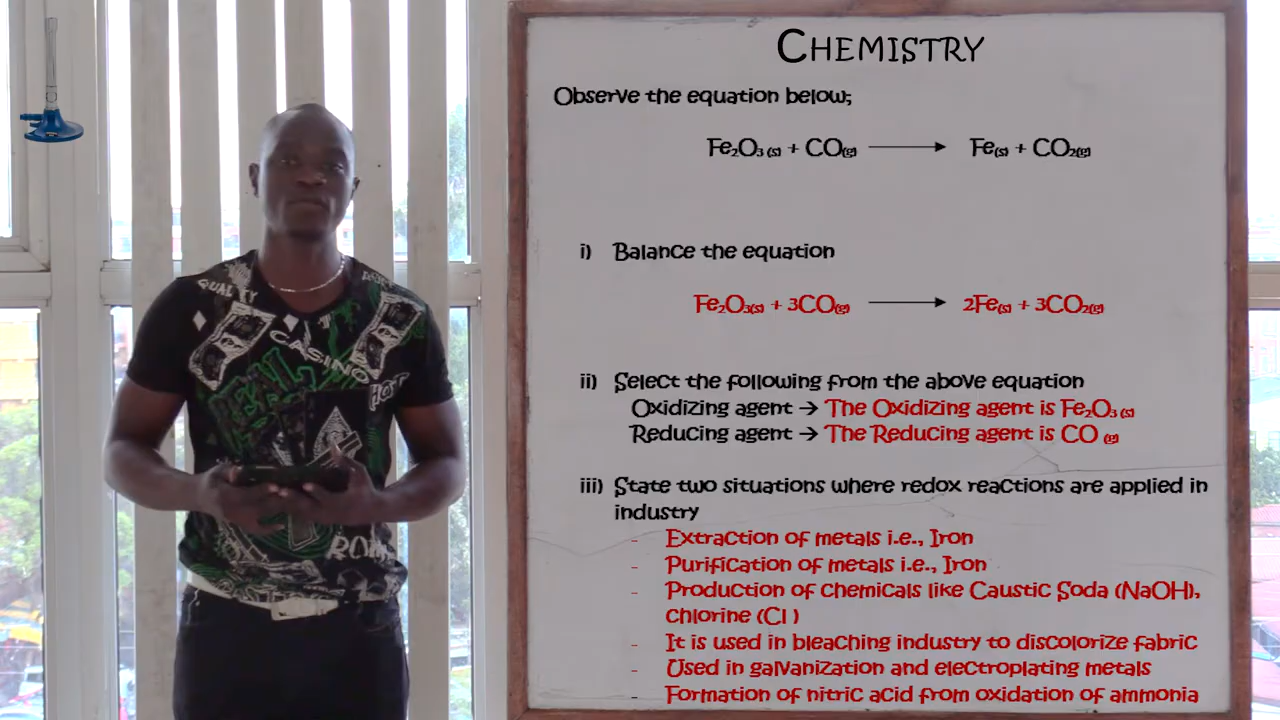 CHEMISTRY
Observe the equation below;
Fe₂O₃ (s) + CO(g) ⟶ Fe(s) + CO₂(g)
i) Balance the equation
Fe₂O₃(s) + 3CO(g) ⟶ 2Fe(s) + 3CO₂(g)
ii) Select the following from the above equation
Oxidizing agent → The Oxidizing agent is Fe₂O₃ (s)
Reducing agent → The Reducing agent is CO (g)
iii) State two situations where redox reactions are applied in
industry
- Extraction of metals i.e., Iron
- Purification of metals i.e., Iron
- Production of chemicals like Caustic Soda (NaOH),
chlorine (Cl )
- It is used in bleaching industry to discolorize fabric
- Used in galvanization and electroplating metals
- Formation of nitric acid from oxidation of ammonia
QUALITY
CASINO